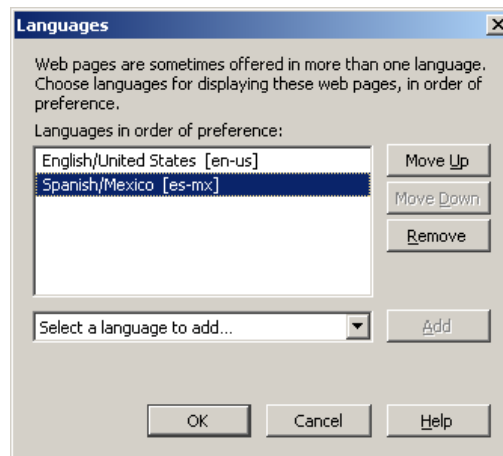 Languages
Web pages are sometimes offered in more than one language.
Choose languages for displaying these web pages, in order of
preference.
Languages in order of preference:
English/United States [en-us]
Spanish/Mexico [es-mx]
Move Up
Move Down
Remove
Select a language to add...
Add
OK
Cancel
Help